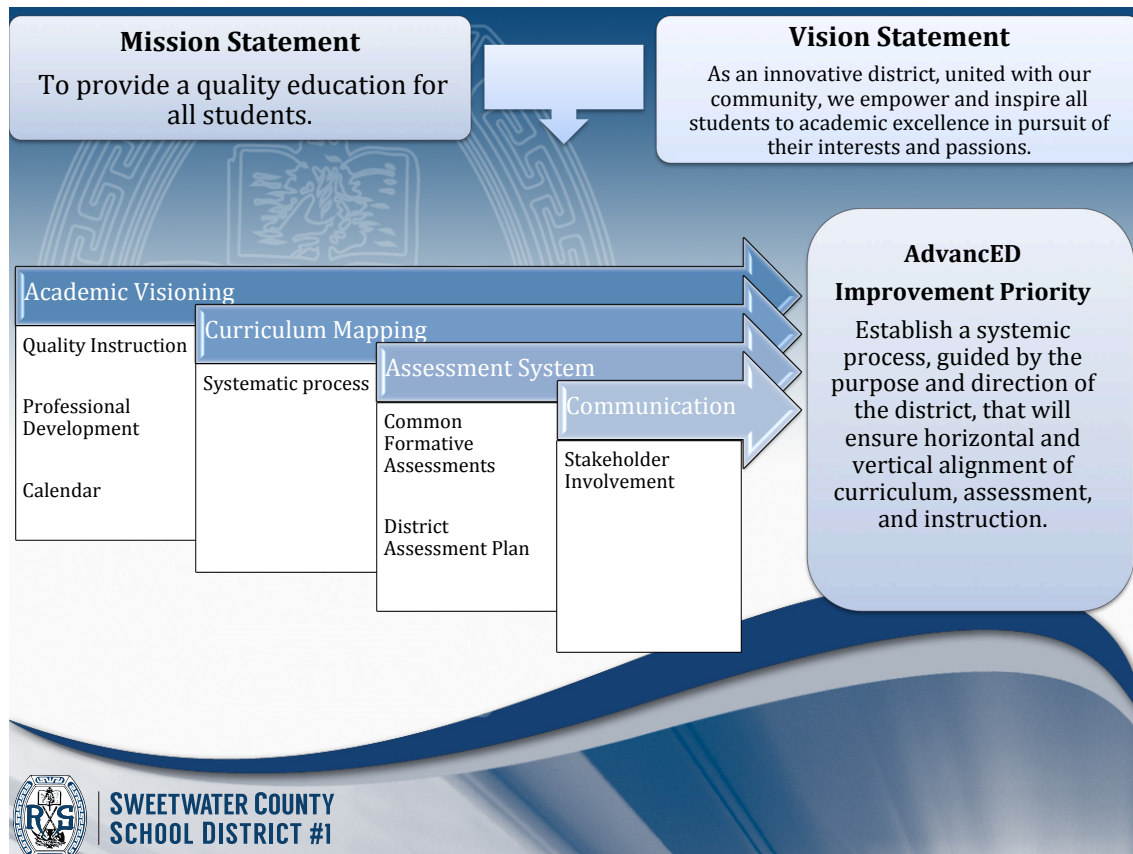 Mission Statement
To provide a quality education for
all students.
Vision Statement
As an innovative district, united with our
community, we empower and inspire all
students to academic excellence in pursuit of
their interests and passions.
Academic Visioning
Quality Instruction
Professional
Development
Calendar
Curriculum Mapping
Systematic process
Assessment System
Common
Formative
Assessments
District
Assessment Plan
Communication
Stakeholder
Involvement
AdvancED
Improvement Priority
Establish a systemic
process, guided by the
purpose and direction of
the district, that will
ensure horizontal and
vertical alignment of
curriculum, assessment,
and instruction.
R S
SWEETWATER COUNTY
SCHOOL DISTRICT #1